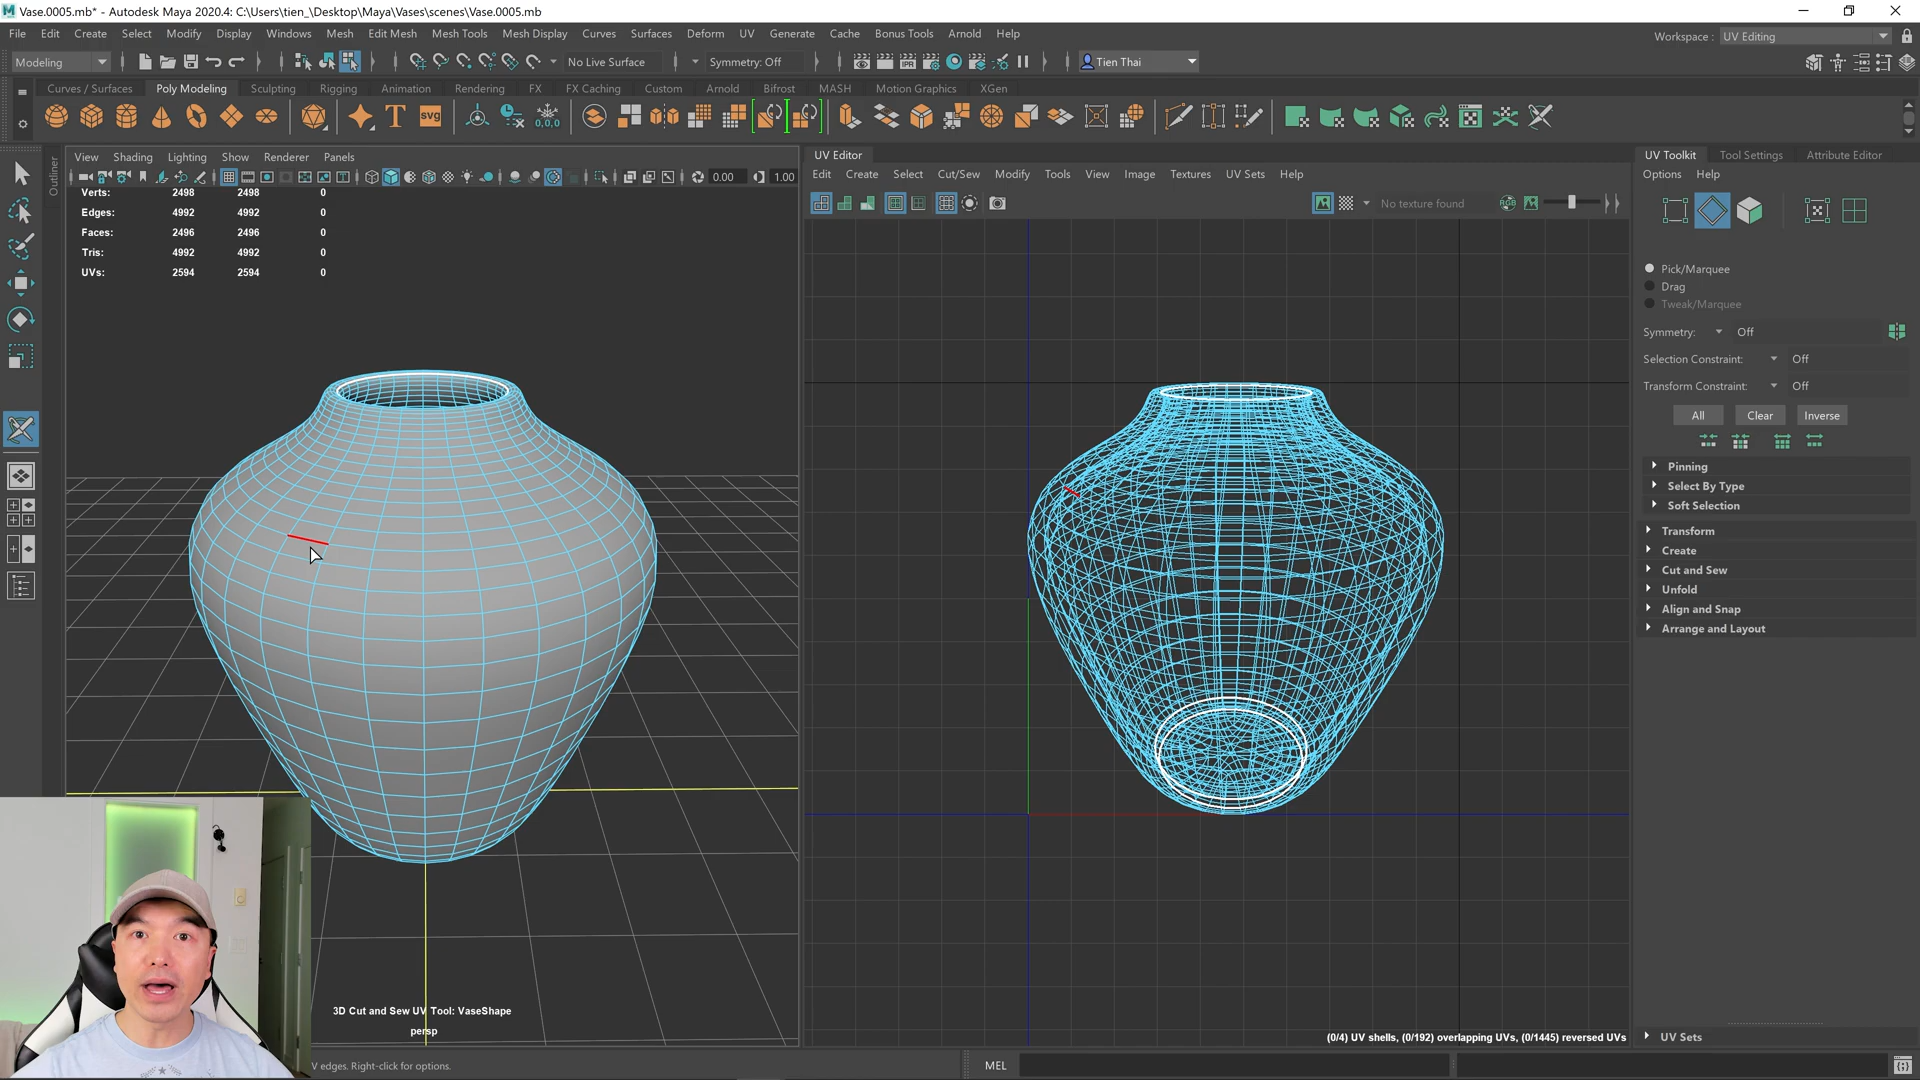 Vase.0005.mb* - Autodesk Maya 2020.4: C:\Users\tien_\Desktop\Maya\Vases\scenes\Vase.0005.mb
File Edit Create Select Modify Display Windows Mesh Edit Mesh Mesh Tools Mesh Display Curves Surfaces Deform UV Generate Cache Bonus Tools Arnold Help
Workspace : UV Editing
Modeling No Live Surface Symmetry: Off Tien Thai
Curves / Surfaces Poly Modeling Sculpting Rigging Animation Rendering FX FX Caching Custom Arnold Bifrost MASH Motion Graphics XGen
T svg 0,0,0
Outliner
View Shading Lighting Show Renderer Panels
0.00 1.00
Verts: 2498 2498 0
Edges: 4992 4992 0
Faces: 2496 2496 0
Tris: 4992 4992 0
UVs: 2594 2594 0
3D Cut and Sew UV Tool: VaseShape
persp
V edges. Right-click for options.
UV Editor
Edit Create Select Cut/Sew Modify Tools View Image Textures UV Sets Help
No texture found
(0/4) UV shells, (0/192) overlapping UVs, (0/1445) reversed UVs
MEL
UV Toolkit Tool Settings Attribute Editor
Options Help
Pick/Marquee
Drag
Tweak/Marquee
Symmetry: Off
Selection Constraint: Off
Transform Constraint: Off
All Clear Inverse
Pinning
Select By Type
Soft Selection
Transform
Create
Cut and Sew
Unfold
Align and Snap
Arrange and Layout
UV Sets